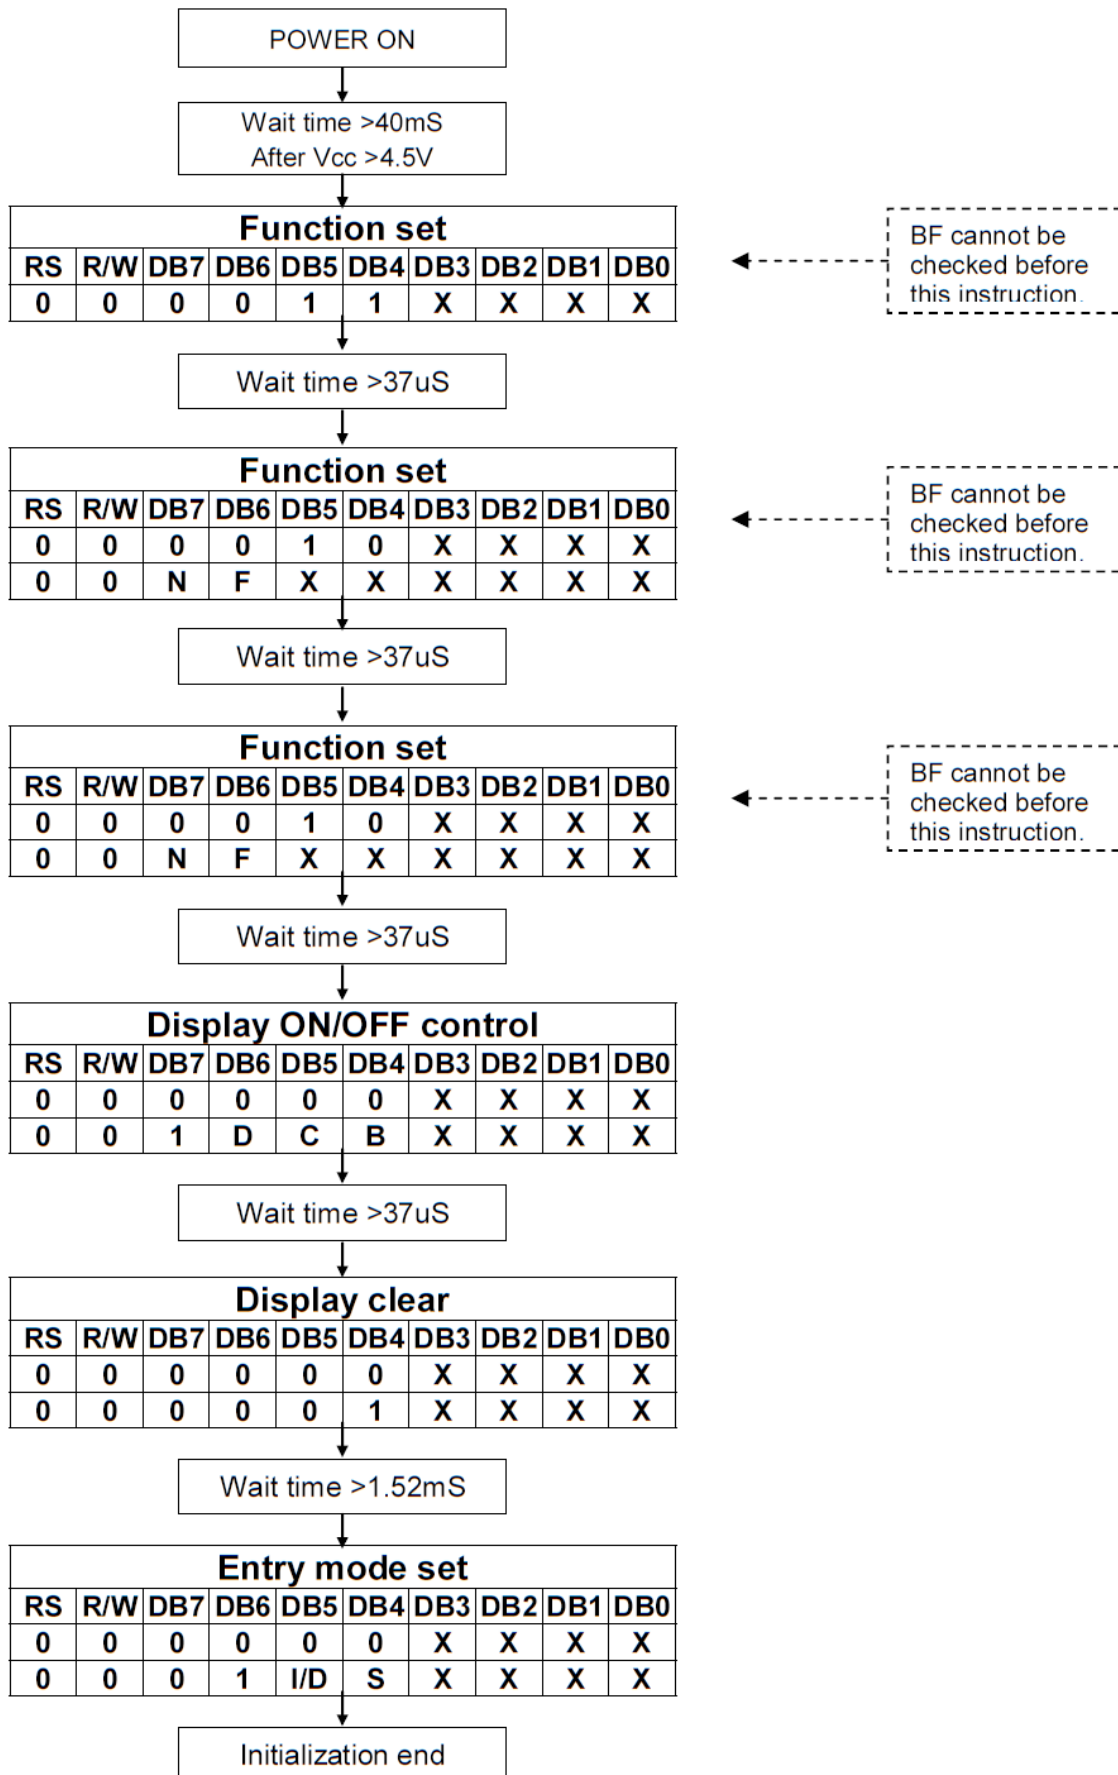 POWER ON
Wait time >40mS
After Vcc >4.5V
Function set
RS R/W DB7 DB6 DB5 DB4 DB3 DB2 DB1 DB0
0 0 0 0 1 1 X X X X
BF cannot be
checked before
this instruction.
Wait time >37uS
Function set
RS R/W DB7 DB6 DB5 DB4 DB3 DB2 DB1 DB0
0 0 0 0 1 0 X X X X
0 0 N F X X X X X X
BF cannot be
checked before
this instruction.
Wait time >37uS
Function set
RS R/W DB7 DB6 DB5 DB4 DB3 DB2 DB1 DB0
0 0 0 0 1 0 X X X X
0 0 N F X X X X X X
BF cannot be
checked before
this instruction.
Wait time >37uS
Display ON/OFF control
RS R/W DB7 DB6 DB5 DB4 DB3 DB2 DB1 DB0
0 0 0 0 0 0 X X X X
0 0 1 D C B X X X X
Wait time >37uS
Display clear
RS R/W DB7 DB6 DB5 DB4 DB3 DB2 DB1 DB0
0 0 0 0 0 0 X X X X
0 0 0 0 0 1 X X X X
Wait time >1.52mS
Entry mode set
RS R/W DB7 DB6 DB5 DB4 DB3 DB2 DB1 DB0
0 0 0 0 0 0 X X X X
0 0 0 1 I/D S X X X X
Initialization end